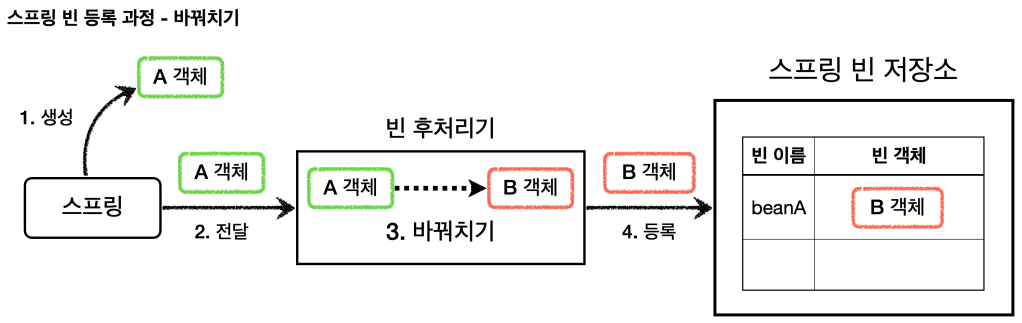 스프링 빈 등록 과정 - 바꿔치기
A 객체
1. 생성
스프링
A 객체
2. 전달
빈 후처리기
A 객체
B 객체
3. 바꿔치기
B 객체
4. 등록
스프링 빈 저장소
빈 이름 빈 객체
beanA B 객체